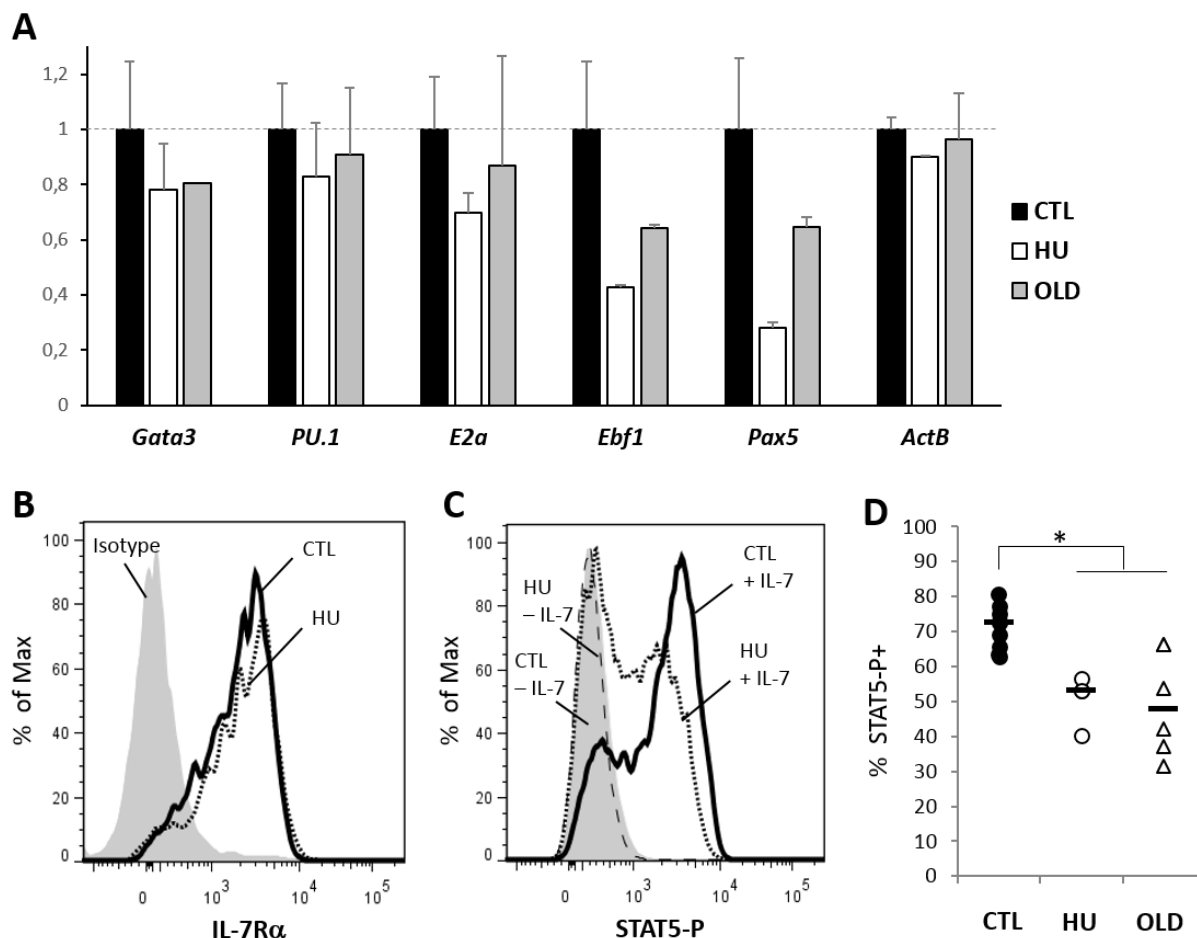 A
1,2
1
0,8
0,6
0,4
0,2
0
Gata3 PU.1 E2a Ebf1 Pax5 ActB
CTL
HU
OLD
B
% of Max
100
80
60
40
20
0
Isotype
CTL
HU
0 10³ 10⁴ 10⁵
IL-7Rα
C
% of Max
100
80
60
40
20
0
HU
– IL-7
CTL
– IL-7
CTL
+ IL-7
HU
+ IL-7
0 10³ 10⁴ 10⁵
STAT5-P
D
% STAT5-P+
100
90
80
70
60
50
40
30
20
10
0
*
CTL HU OLD